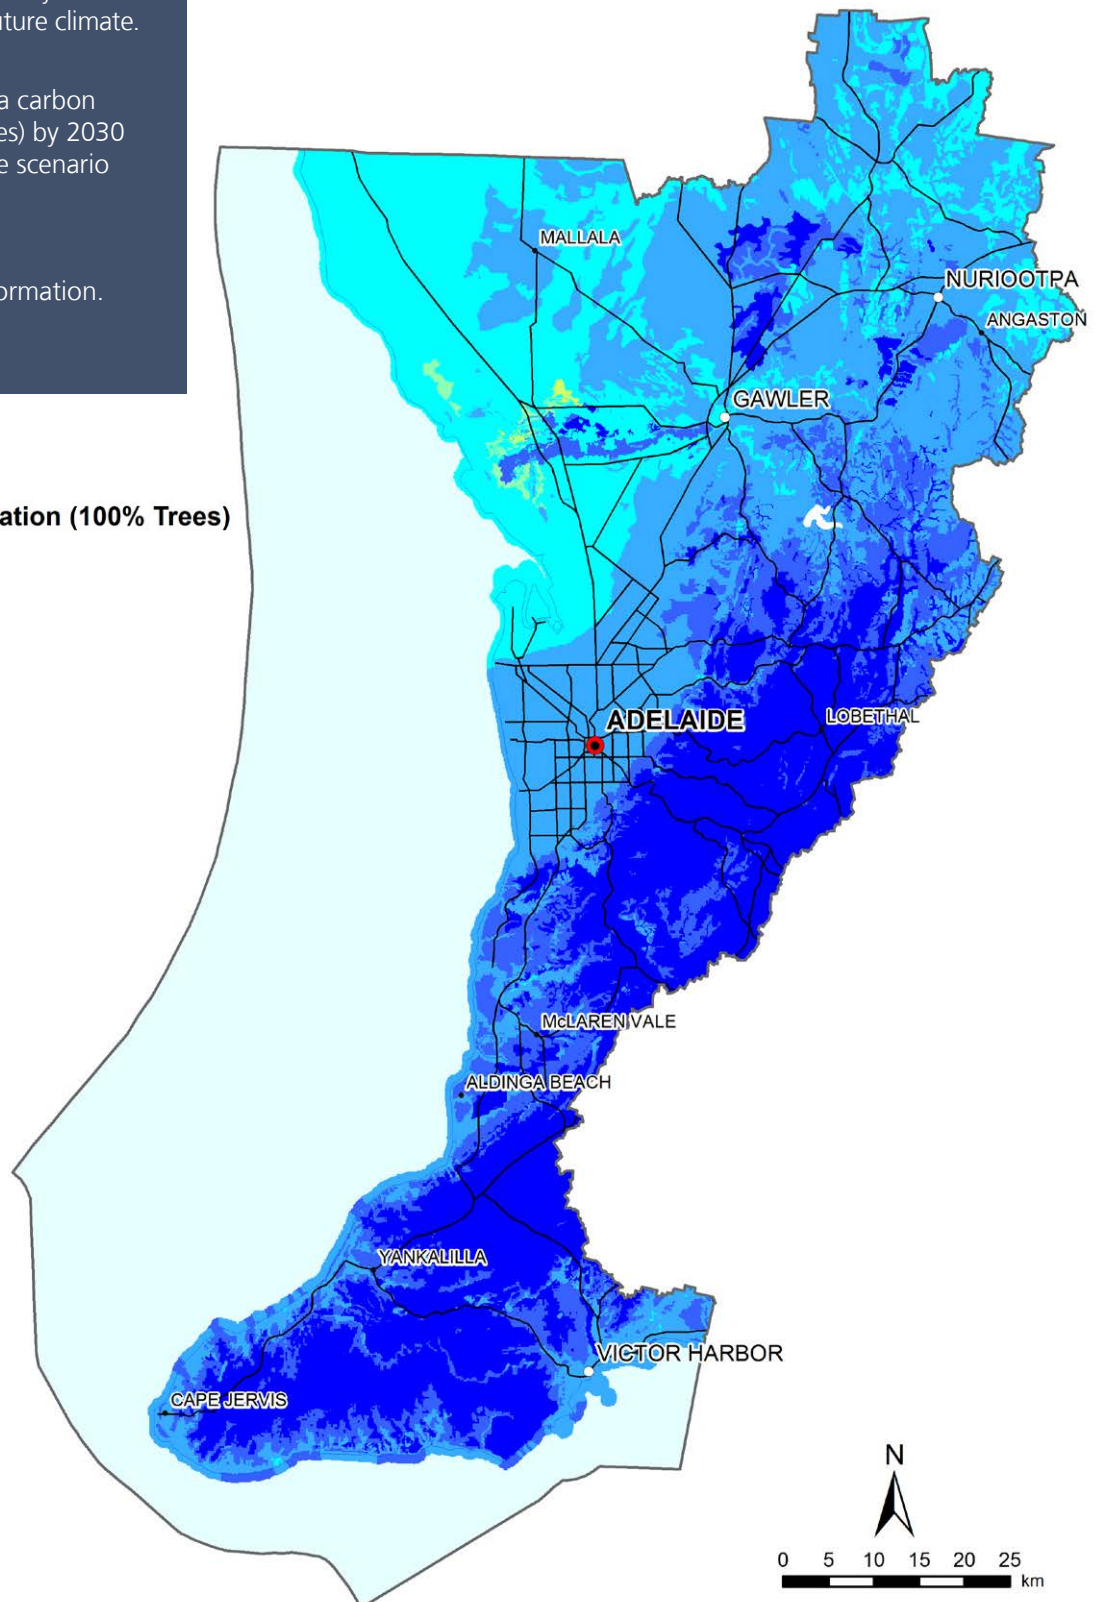 uture climate.
a carbon
es) by 2030
e scenario
ormation.
ation (100% Trees)
MALLALA
NURIOOTPA
ANGASTON
GAWLER
ADELAIDE
LOBETHAL
McLAREN VALE
ALDINGA BEACH
YANKALILLA
VICTOR HARBOR
CAPE JERVIS
N
0 5 10 15 20 25
km